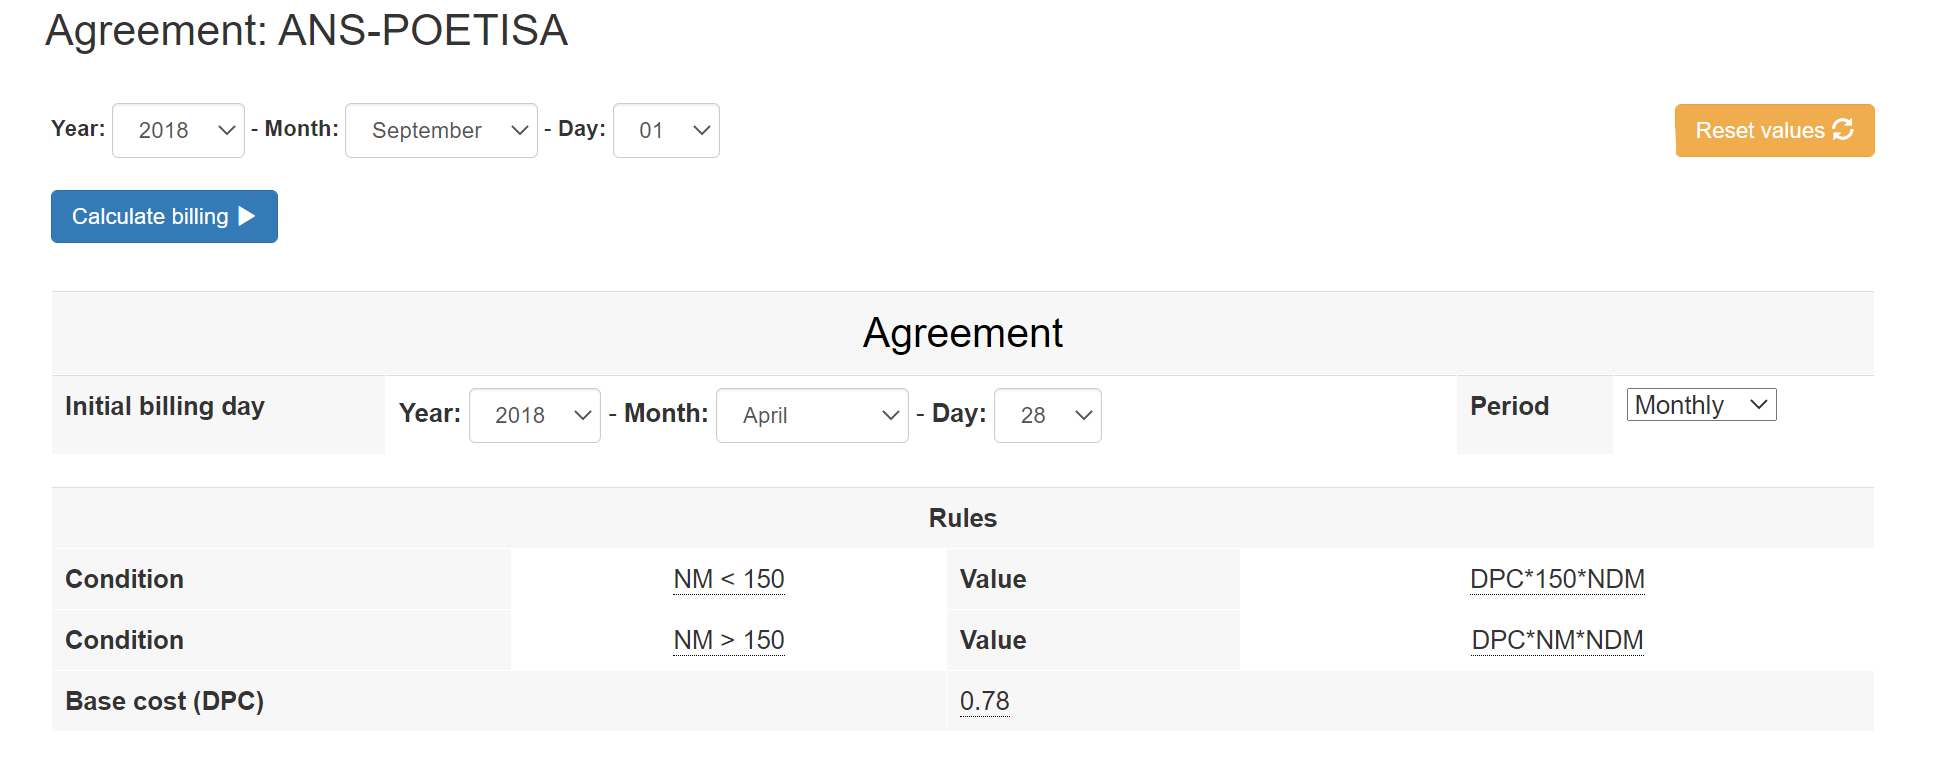 Agreement: ANS-POETISA
Year: 2018 - Month: September - Day: 01
Reset values
Calculate billing
Agreement
Initial billing day Year: 2018 - Month: April - Day: 28 Period Monthly
Rules
Condition NM < 150 Value DPC*150*NDM
Condition NM > 150 Value DPC*NM*NDM
Base cost (DPC) 0.78